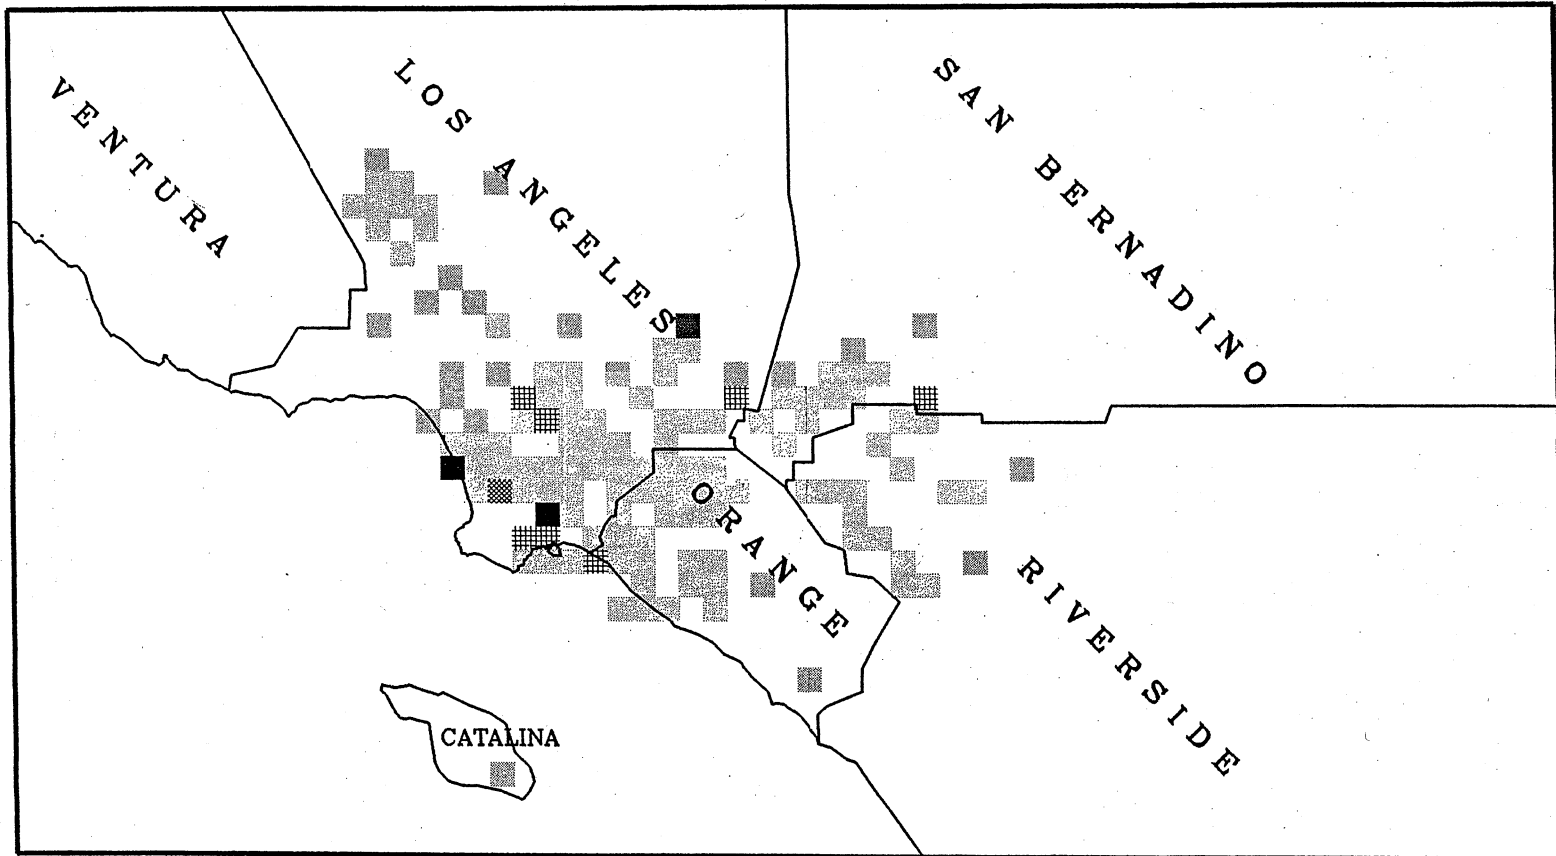 VENTURA
LOS ANGELES
SAN BERNADINO
ORANGE
RIVERSIDE
CATALINA